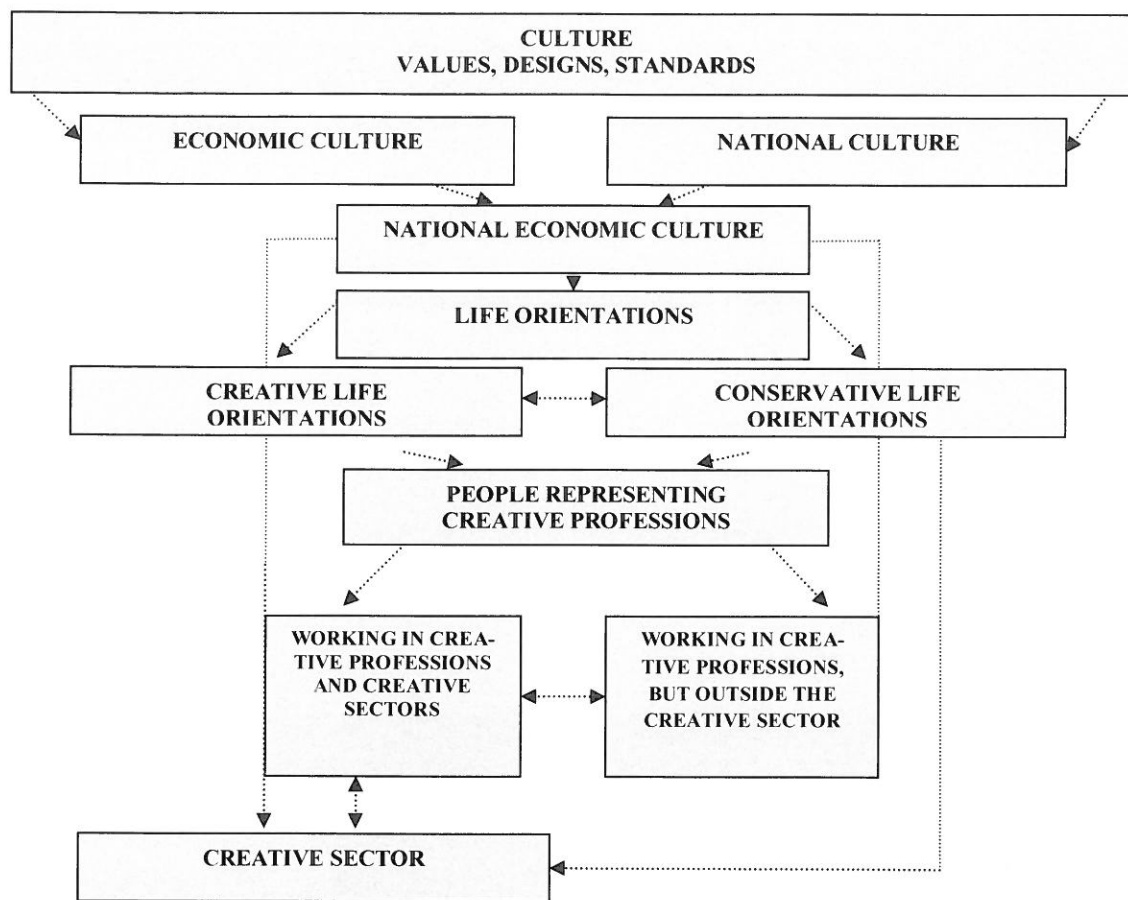 CULTURE
VALUES, DESIGNS, STANDARDS
ECONOMIC CULTURE
NATIONAL CULTURE
NATIONAL ECONOMIC CULTURE
LIFE ORIENTATIONS
CREATIVE LIFE
ORIENTATIONS
CONSERVATIVE LIFE
ORIENTATIONS
PEOPLE REPRESENTING
CREATIVE PROFESSIONS
WORKING IN CREA-
TIVE PROFESSIONS
AND CREATIVE
SECTORS
WORKING IN CREA-
TIVE PROFESSIONS,
BUT OUTSIDE THE
CREATIVE SECTOR
CREATIVE SECTOR